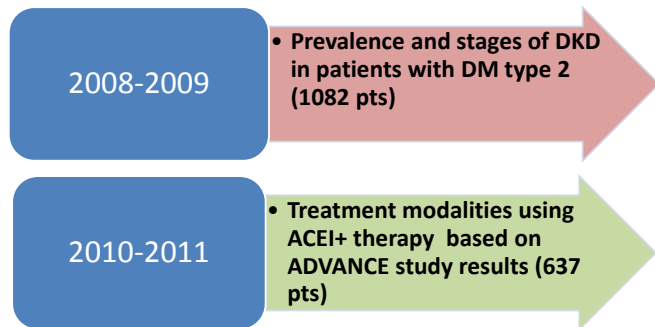 2008-2009
• Prevalence and stages of DKD
in patients with DM type 2
(1082 pts)
2010-2011
• Treatment modalities using
ACEI+ therapy based on
ADVANCE study results (637
pts)